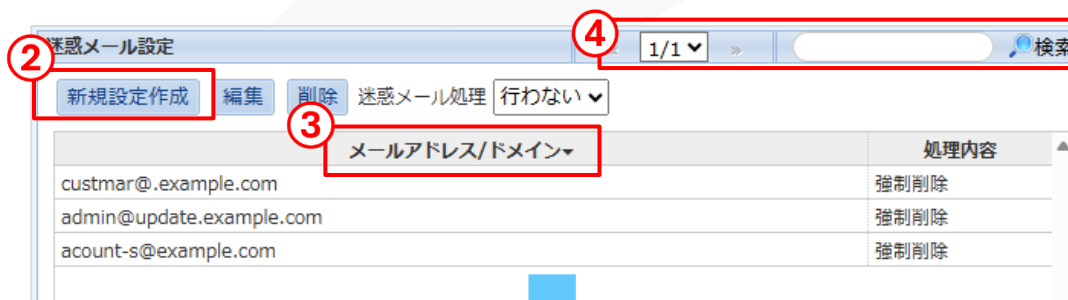 ② 迷惑メール設定 ④ « 1/1 » 検索
新規設定作成 編集 削除 迷惑メール処理 行わない
③ メールアドレス/ドメイン 処理内容
custmar@.example.com 強制削除
admin@update.example.com 強制削除
acount-s@example.com 強制削除